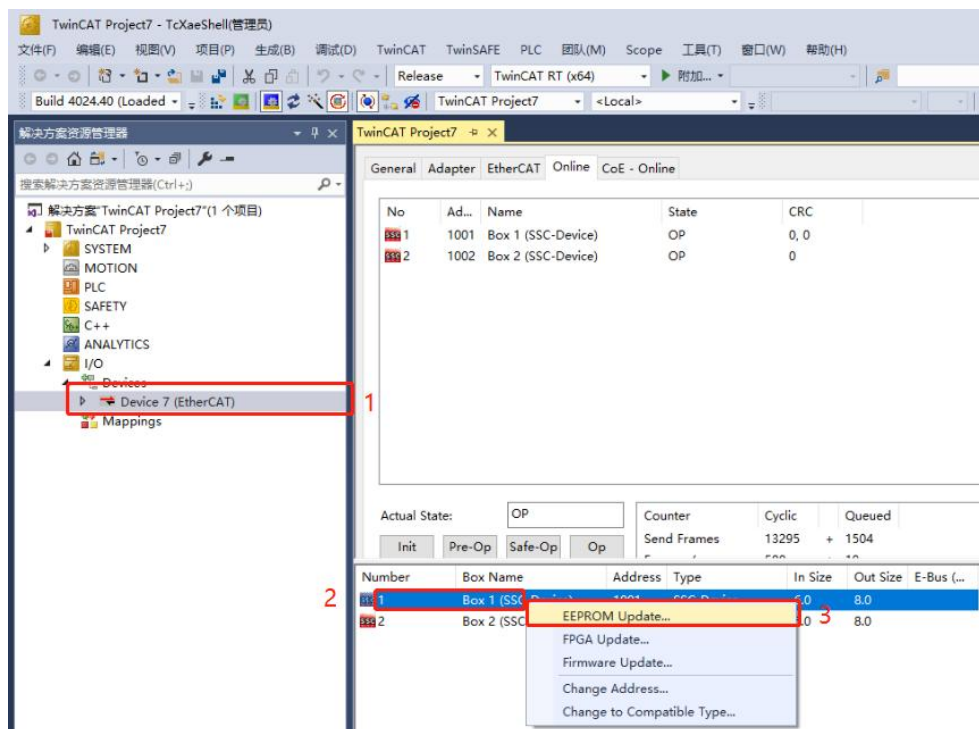 TwinCAT Project7 - TcXaeShell(管理员)
文件(F) 编辑(E) 视图(V) 项目(P) 生成(B) 调试(D) TwinCAT TwinSAFE PLC 团队(M) Scope 工具(T) 窗口(W) 帮助(H)
Release TwinCAT RT (x64) 附加...
Build 4024.40 (Loaded TwinCAT Project7 <Local>
解决方案资源管理器
TwinCAT Project7
General Adapter EtherCAT Online CoE - Online
搜索解决方案资源管理器(Ctrl+;)
解决方案"TwinCAT Project7"(1 个项目)
TwinCAT Project7
SYSTEM
MOTION
PLC
SAFETY
C++
ANALYTICS
I/O
Devices
Device 7 (EtherCAT)
1
Mappings
No Ad... Name State CRC
1 1001 Box 1 (SSC-Device) OP 0, 0
2 1002 Box 2 (SSC-Device) OP 0
Actual State: OP
Counter Cyclic Queued
Init Pre-Op Safe-Op Op
Send Frames 13295 + 1504
Number Box Name Address Type In Size Out Size E-Bus (...
2
1 Box 1 (SSC-Device) 1001 SSC-Device 6.0 8.0
2 Box 2 (SSC .0 8.0
EEPROM Update...
3
FPGA Update...
Firmware Update...
Change Address...
Change to Compatible Type...